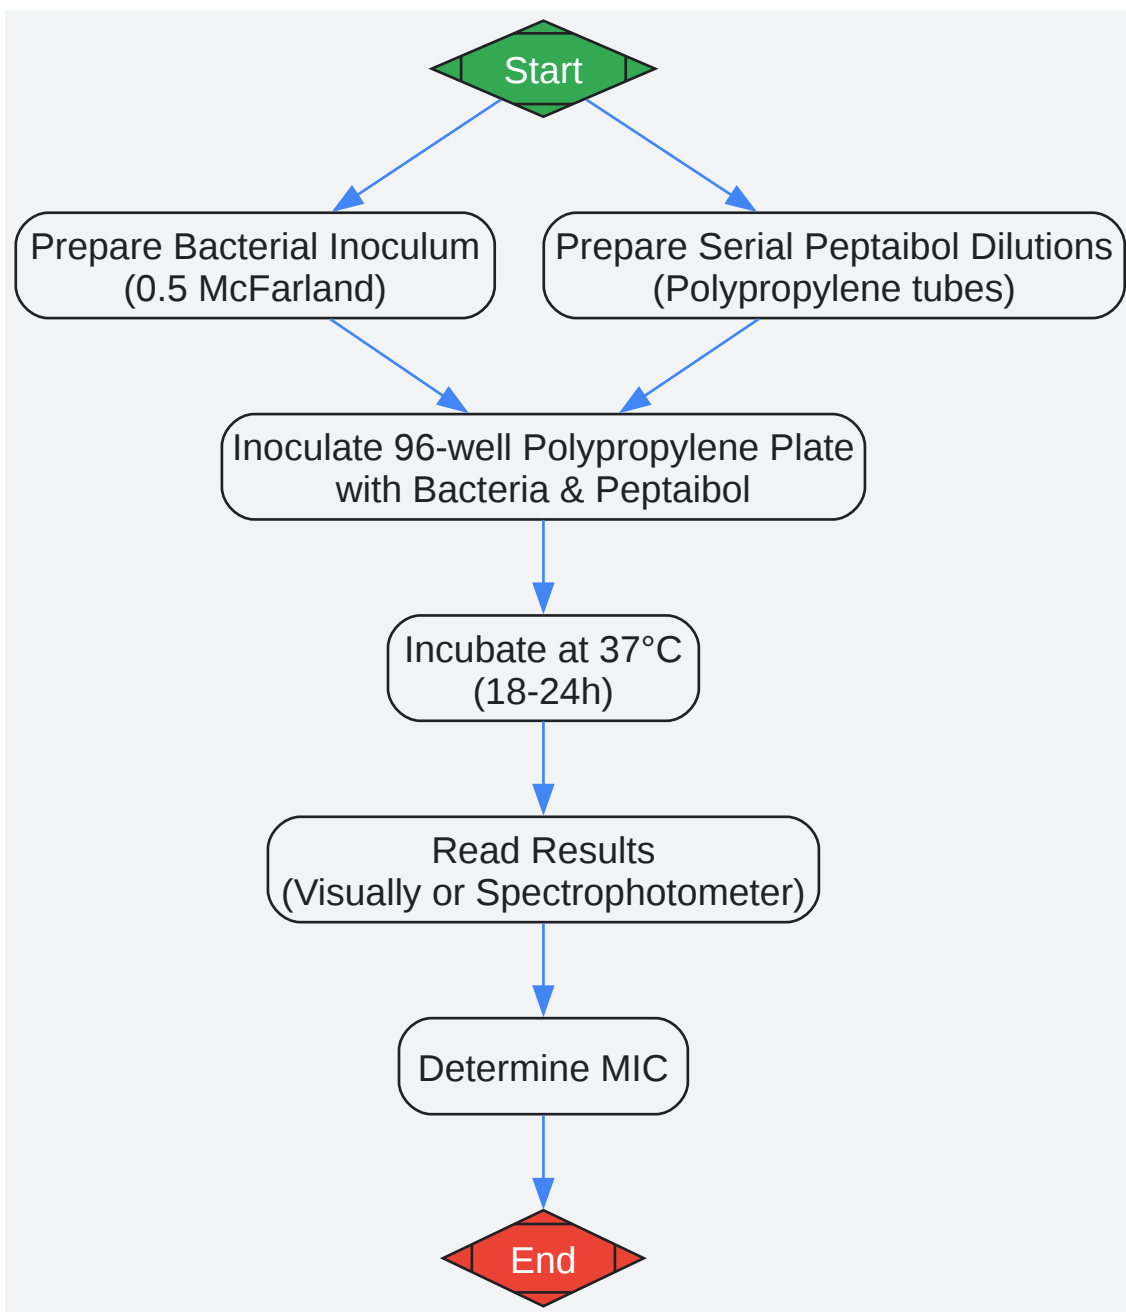 Start
Prepare Bacterial Inoculum
(0.5 McFarland)
Prepare Serial Peptaibol Dilutions
(Polypropylene tubes)
Inoculate 96-well Polypropylene Plate
with Bacteria & Peptaibol
Incubate at 37°C
(18-24h)
Read Results
(Visually or Spectrophotometer)
Determine MIC
End